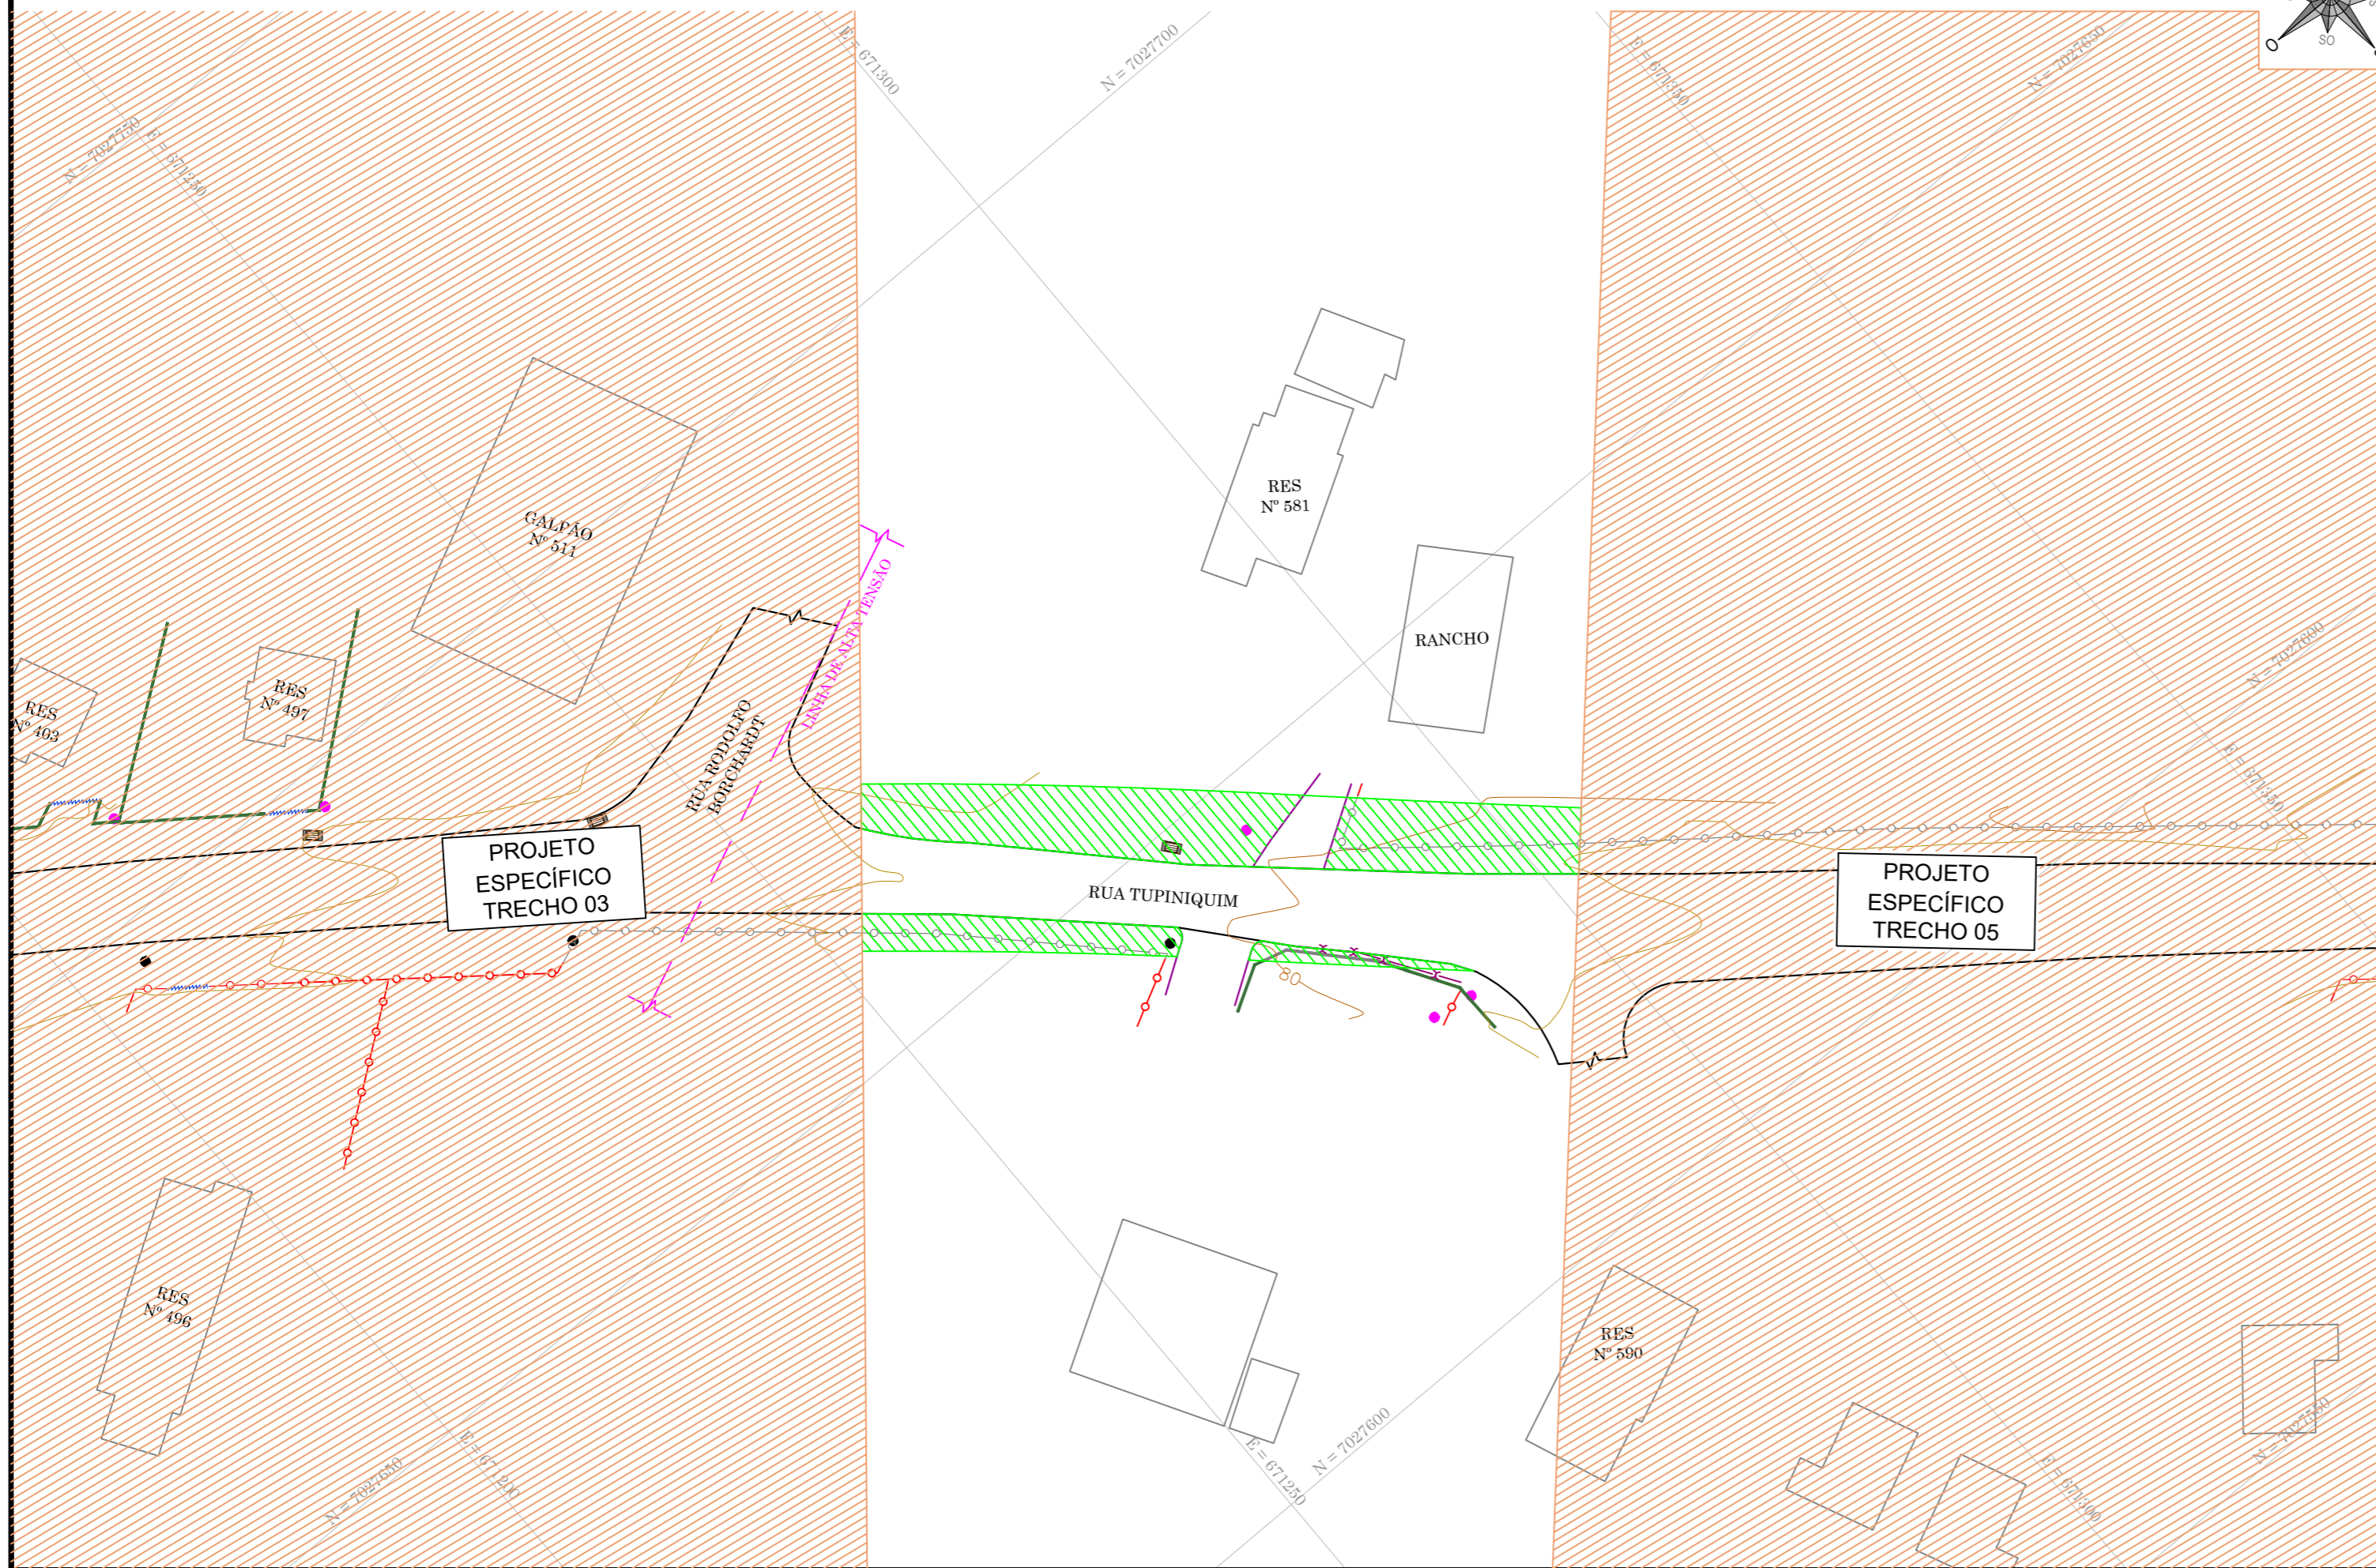 E = 671300
N = 7027700
E = 671350
N = 7027650
O
SO
N = 7027750
E = 671250
GALPÃO
Nº 511
RES
Nº 581
LINHA DE ALTA TENSÃO
RANCHO
RES
Nº 403
RES
Nº 497
RUA RODOLFO
BORCHARDT
N = 7027600
E = 671350
PROJETO
ESPECÍFICO
TRECHO 03
RUA TUPINIQUIM
PROJETO
ESPECÍFICO
TRECHO 05
80
RES
Nº 496
RES
Nº 590
N = 7027650
E = 671200
E = 671250
N = 7027600
E = 671300
N = 7027550